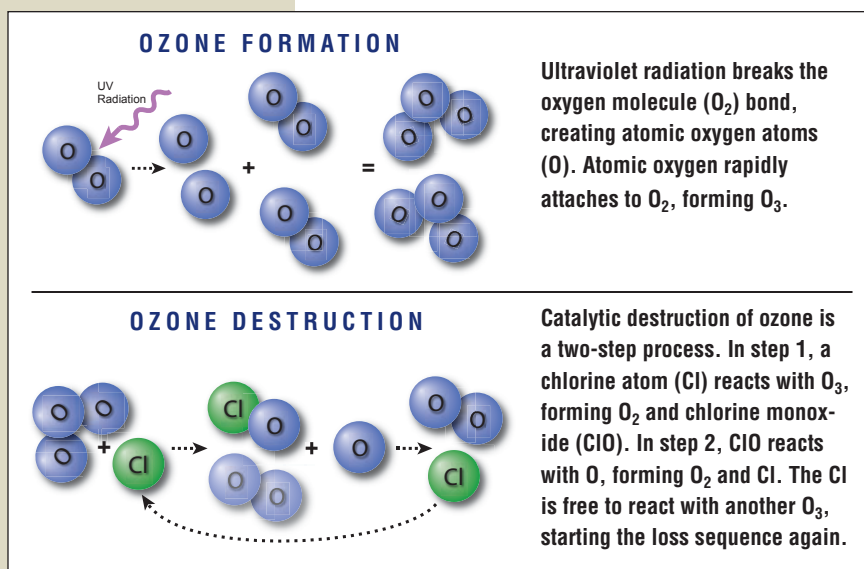 OZONE FORMATION
UV
Radiation
O
O
O
O
+
O
O
O
O
=
O
O
O
O
O
O
Ultraviolet radiation breaks the
oxygen molecule (O₂) bond,
creating atomic oxygen atoms
(O). Atomic oxygen rapidly
attaches to O₂, forming O₃.
OZONE DESTRUCTION
O
O
O
+
Cl
Cl
O
O
O
+
O
O
O
Cl
Catalytic destruction of ozone is
a two-step process. In step 1, a
chlorine atom (Cl) reacts with O₃,
forming O₂ and chlorine monox-
ide (ClO). In step 2, ClO reacts
with O, forming O₂ and Cl. The Cl
is free to react with another O₃,
starting the loss sequence again.